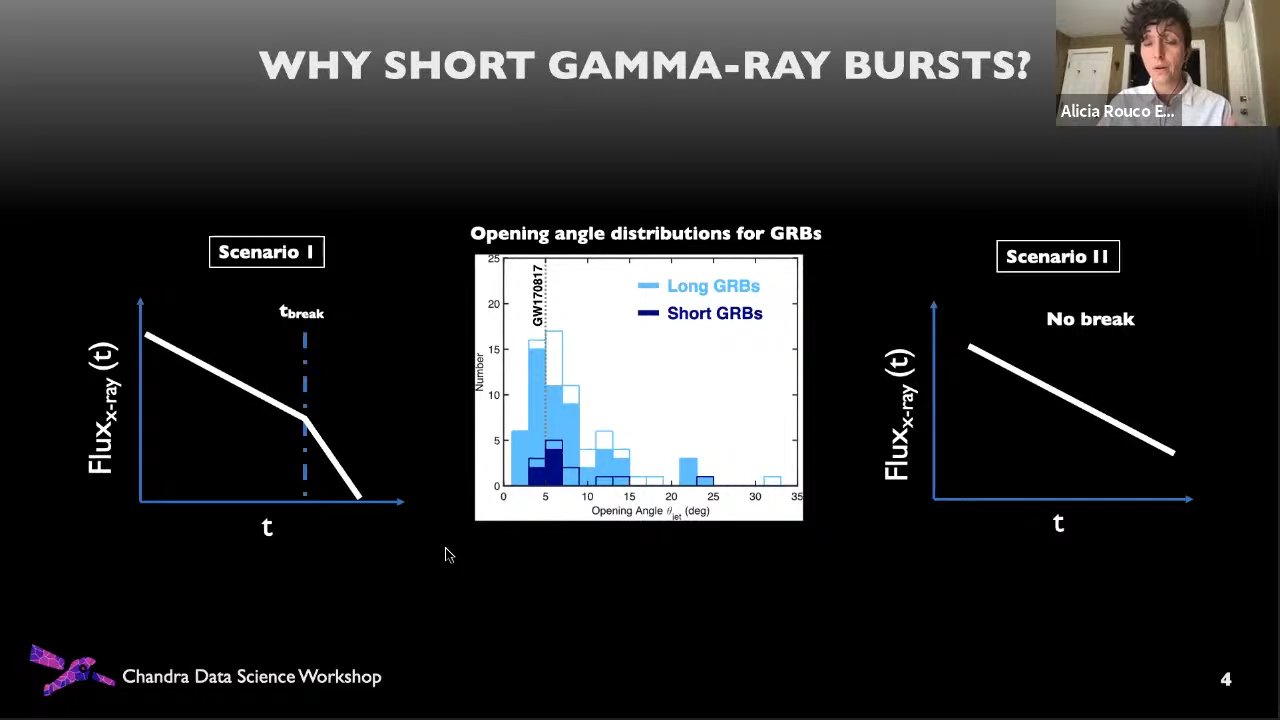 WHY SHORT GAMMA-RAY BURSTS?
Alicia Rouco E...
Scenario I
t_break
Flux_x-ray (t)
t
Opening angle distributions for GRBs
25
20
15
10
5
0
Number
GW170817
Long GRBs
Short GRBs
0 5 10 15 20 25 30 35
Opening Angle θ_jet (deg)
Scenario II
No break
Flux_x-ray (t)
t
Chandra Data Science Workshop
4